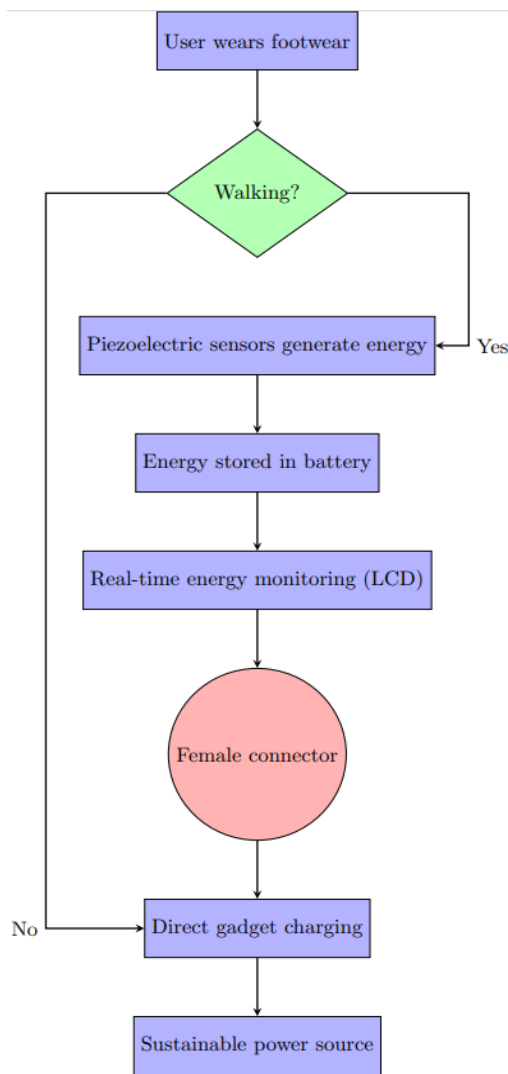 User wears footwear
Walking?
Piezoelectric sensors generate energy
Yes
Energy stored in battery
Real-time energy monitoring (LCD)
Female connector
No
Direct gadget charging
Sustainable power source